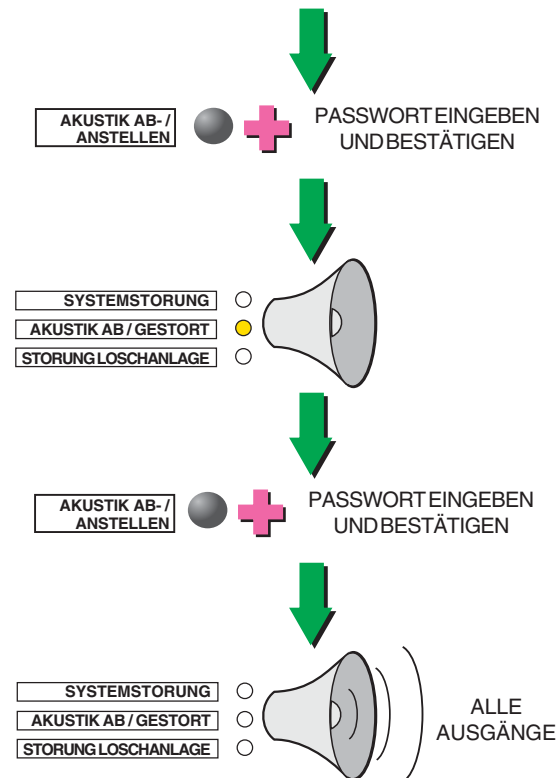 AKUSTIK AB- /
ANSTELLEN
PASSWORT EINGEBEN
UND BESTÄTIGEN
SYSTEMSTORUNG
AKUSTIK AB / GESTORT
STORUNG LOSCHANLAGE
AKUSTIK AB- /
ANSTELLEN
PASSWORT EINGEBEN
UND BESTÄTIGEN
SYSTEMSTORUNG
AKUSTIK AB / GESTORT
STORUNG LOSCHANLAGE
ALLE
AUSGÄNGE